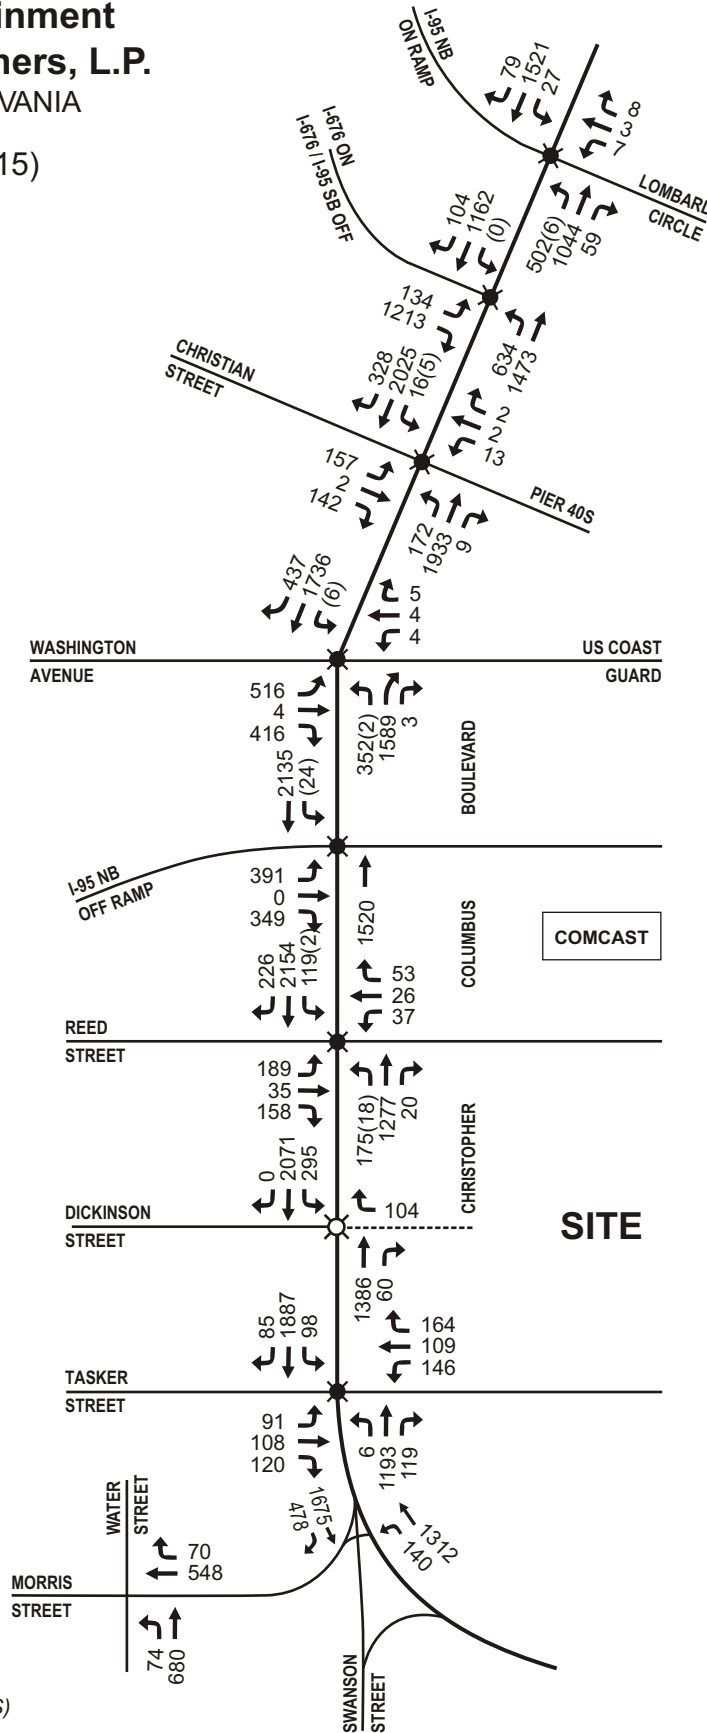 inment
ners, L.P.
VANIA
15)
I-95 NB
ON RAMP
79
1521
27
8
3
7
LOMBARD
CIRCLE
502(6)
1044
59
I-676 ON
I-676 / I-95 SB OFF
104
1162
(0)
134
1213
634
1473
CHRISTIAN
STREET
328
2025
16(5)
2
2
13
157
2
142
PIER 40S
172
1933
9
437
1736
(6)
5
4
4
WASHINGTON
AVENUE
US COAST
GUARD
516
4
416
352(2)
1589
3
BOULEVARD
2135
(24)
I-95 NB
OFF RAMP
391
0
349
1520
COLUMBUS
COMCAST
226
2154
119(2)
53
26
37
REED
STREET
189
35
158
175(18)
1277
20
CHRISTOPHER
0
2071
295
104
DICKINSON
STREET
SITE
1386
60
85
1887
98
164
109
146
TASKER
STREET
91
108
120
6
1193
119
WATER
STREET
478
1675
1312
140
70
548
MORRIS
STREET
74
680
SWANSON
STREET
S)